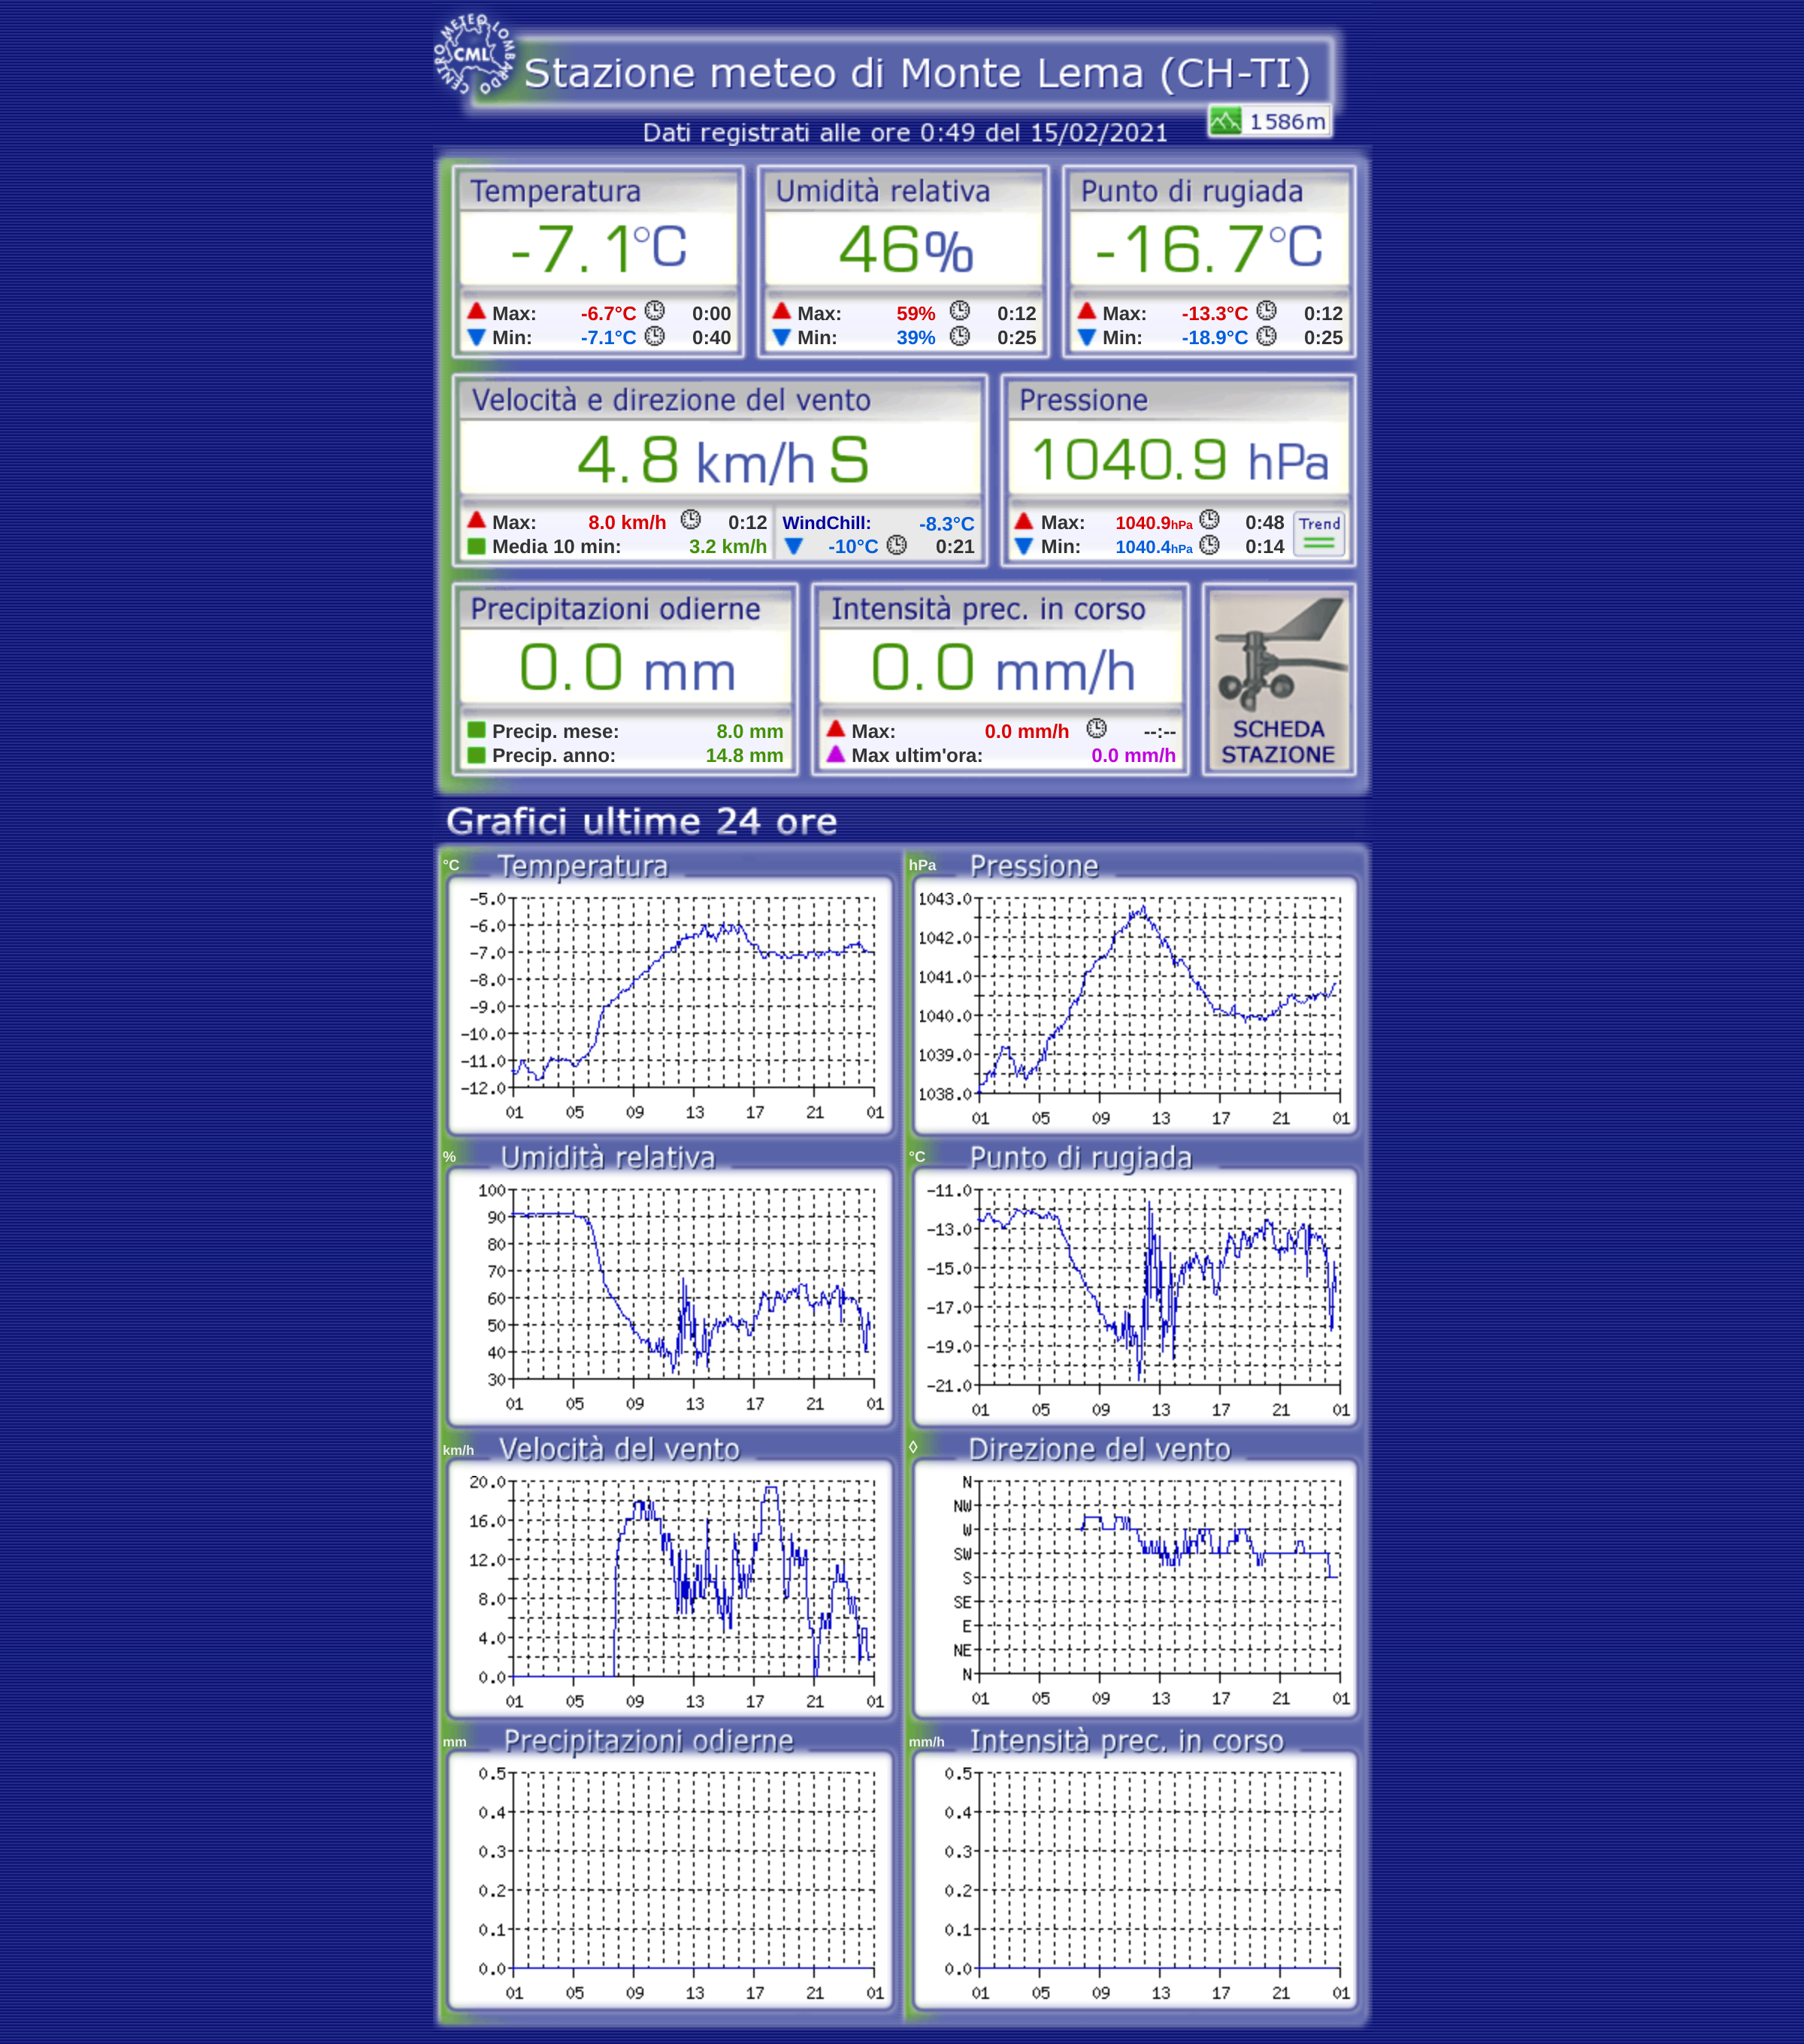 CENTRO METEO LOMBARDO
CML
Stazione meteo di Monte Lema (CH-TI)
1586m
Dati registrati alle ore 0:49 del 15/02/2021
Temperatura Umidità relativa Punto di rugiada
-7.1°C 46% -16.7°C
Max: -6.7°C 0:00 Max: 59% 0:12 Max: -13.3°C 0:12
Min: -7.1°C 0:40 Min: 39% 0:25 Min: -18.9°C 0:25
Velocità e direzione del vento Pressione
4.8 km/h S 1040.9 hPa
Max: 8.0 km/h 0:12 WindChill: -8.3°C Max: 1040.9hPa 0:48 Trend
Media 10 min: 3.2 km/h -10°C 0:21 Min: 1040.4hPa 0:14
Precipitazioni odierne Intensità prec. in corso
0.0 mm 0.0 mm/h
Precip. mese: 8.0 mm Max: 0.0 mm/h --:-- SCHEDA
Precip. anno: 14.8 mm Max ultim'ora: 0.0 mm/h STAZIONE
Grafici ultime 24 ore
°C Temperatura
-5.0
-6.0
-7.0
-8.0
-9.0
-10.0
-11.0
-12.0
01 05 09 13 17 21 01
hPa Pressione
1043.0
1042.0
1041.0
1040.0
1039.0
1038.0
01 05 09 13 17 21 01
% Umidità relativa
100
90
80
70
60
50
40
30
01 05 09 13 17 21 01
°C Punto di rugiada
-11.0
-13.0
-15.0
-17.0
-19.0
-21.0
01 05 09 13 17 21 01
km/h Velocità del vento
20.0
16.0
12.0
8.0
4.0
0.0
01 05 09 13 17 21 01
◊ Direzione del vento
N
NW
W
SW
S
SE
E
NE
N
01 05 09 13 17 21 01
mm Precipitazioni odierne
0.5
0.4
0.3
0.2
0.1
0.0
01 05 09 13 17 21 01
mm/h Intensità prec. in corso
0.5
0.4
0.3
0.2
0.1
0.0
01 05 09 13 17 21 01